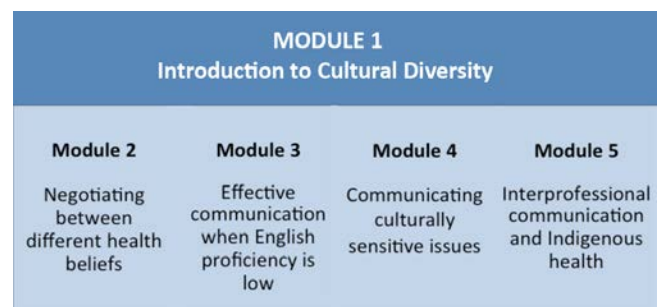 MODULE 1
Introduction to Cultural Diversity
Module 2
Negotiating
between
different health
beliefs
Module 3
Effective
communication
when English
proficiency is
low
Module 4
Communicating
culturally
sensitive issues
Module 5
Interprofessional
communication
and Indigenous
health